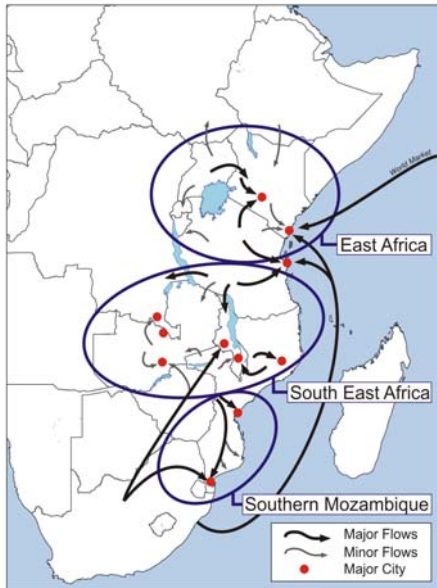 World Market
East Africa
South East Africa
Southern Mozambique
Major Flows
Minor Flows
Major City